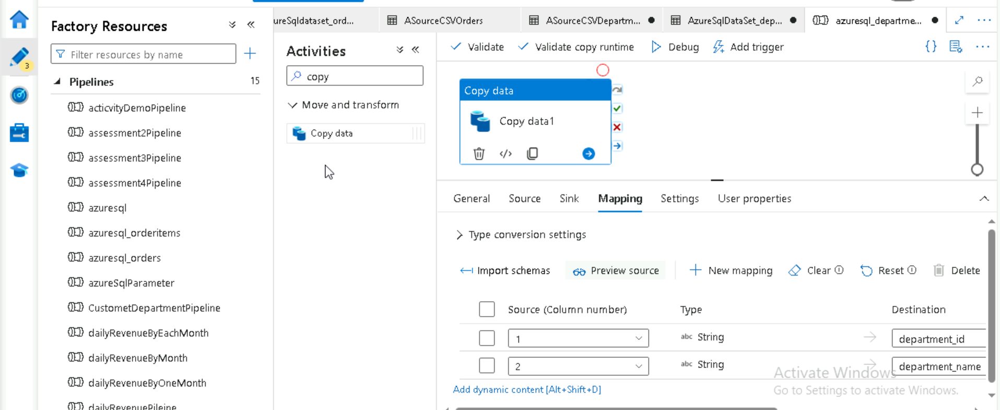 ureSqldataset_ord...
ASourceCSVOrders
ASourceCSVDepartm...
AzureSqlDataSet_dep...
azuresql_departme...
Factory Resources
Filter resources by name
3
Pipelines 15
acticvityDemoPipeline
assessment2Pipeline
assessment3Pipeline
assessment4Pipeline
azuresql
azuresql_orderitems
azuresql_orders
azureSqlParameter
CustometDepartmentPipeline
dailyRevenueByEachMonth
dailyRevenueByMonth
dailyRevenueByOneMonth
dailyRevenuePileine
Activities
copy
Move and transform
Copy data
Validate
Validate copy runtime
Debug
Add trigger
{}
Copy data
Copy data1
</>
General
Source
Sink
Mapping
Settings
User properties
Type conversion settings
Import schemas
Preview source
New mapping
Clear
Reset
Delete
Source (Column number)
Type
Destination
1
abc String
department_id
2
abc String
department_name
Add dynamic content [Alt+Shift+D]
Activate Windows
Go to Settings to activate Windows.